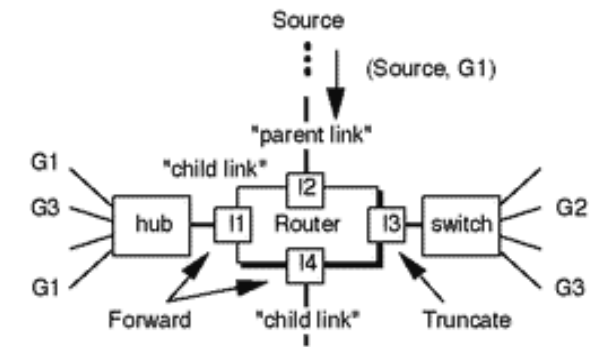 Source
(Source, G1)
"parent link"
G1
"child link"
I2
G3
hub
I1
Router
I3
switch
G2
I4
G1
G3
Forward
"child link"
Truncate